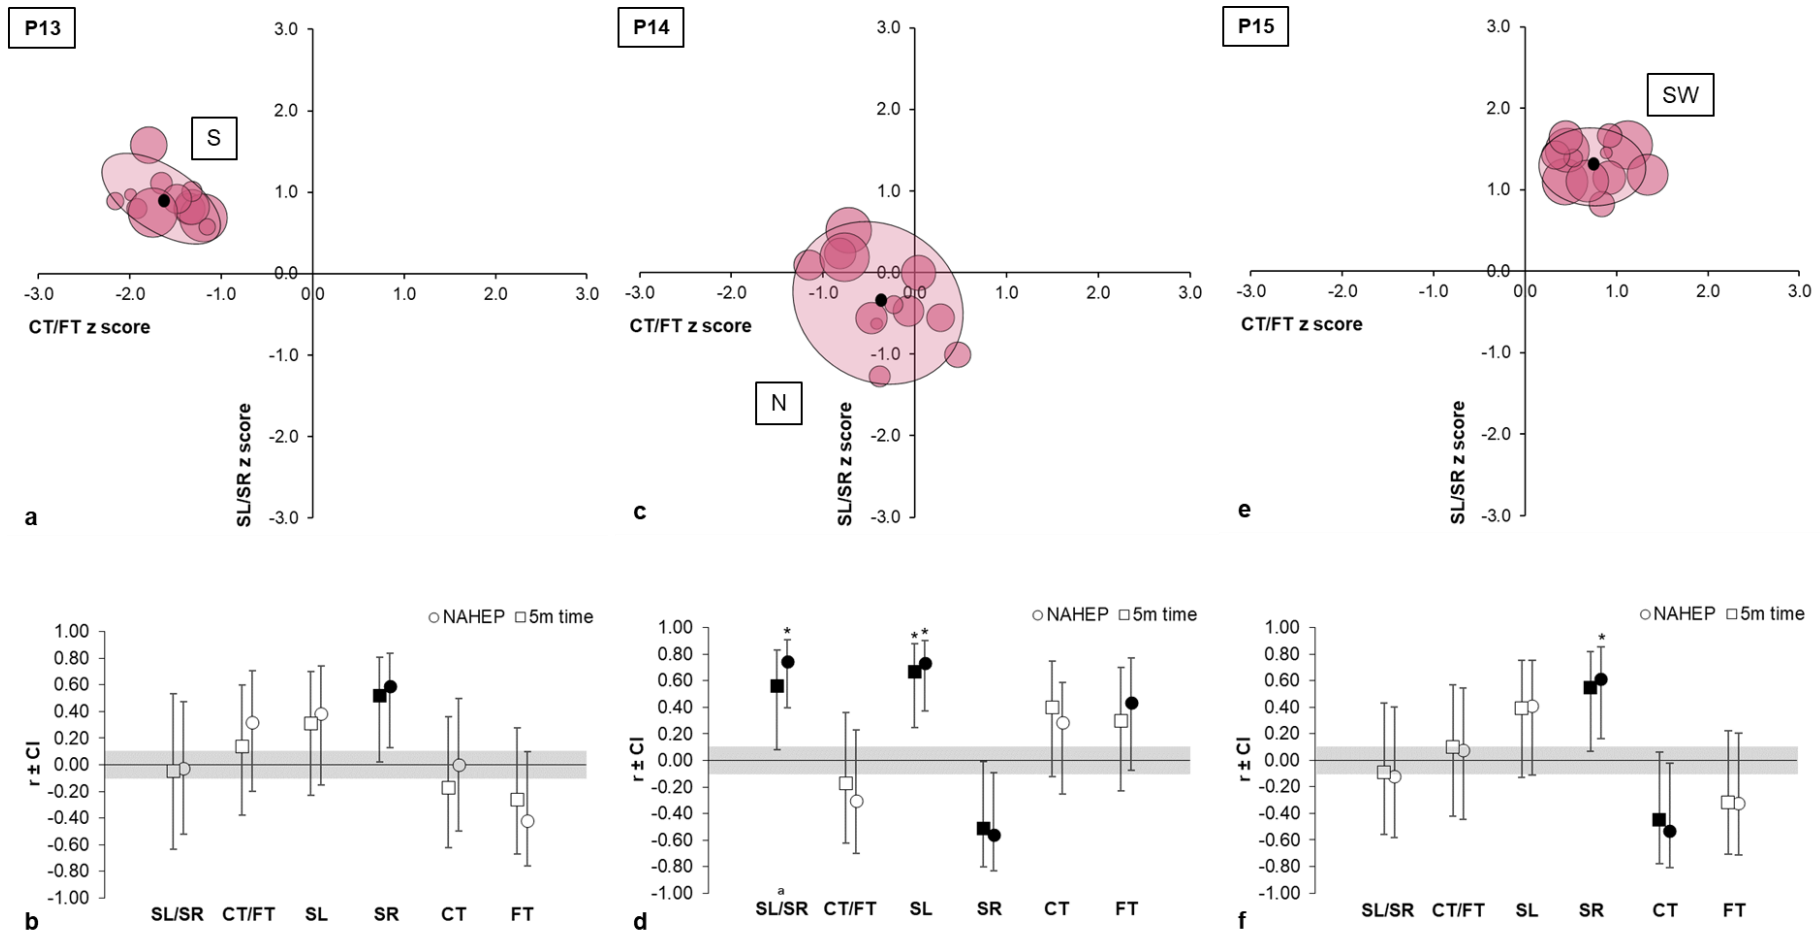 P13
3.0
2.0
1.0
0.0
-1.0
-2.0
-3.0
-3.0 -2.0 -1.0 0.0 1.0 2.0 3.0
CT/FT z score
SL/SR z score
S
a
P14
3.0
2.0
1.0
0.0
-1.0
-2.0
-3.0
-3.0 -2.0 -1.0 0.0 1.0 2.0 3.0
CT/FT z score
SL/SR z score
N
c
P15
3.0
2.0
1.0
0.0
-1.0
-2.0
-3.0
-3.0 -2.0 -1.0 0.0 1.0 2.0 3.0
CT/FT z score
SL/SR z score
SW
e
NAHEP 5m time
1.00
0.80
0.60
0.40
0.20
0.00
-0.20
-0.40
-0.60
-0.80
-1.00
r ± CI
SL/SR CT/FT SL SR CT FT
b
NAHEP 5m time
1.00
0.80
0.60
0.40
0.20
0.00
-0.20
-0.40
-0.60
-0.80
-1.00
r ± CI
* * *
a
SL/SR CT/FT SL SR CT FT
d
NAHEP 5m time
1.00
0.80
0.60
0.40
0.20
0.00
-0.20
-0.40
-0.60
-0.80
-1.00
r ± CI
*
SL/SR CT/FT SL SR CT FT
f